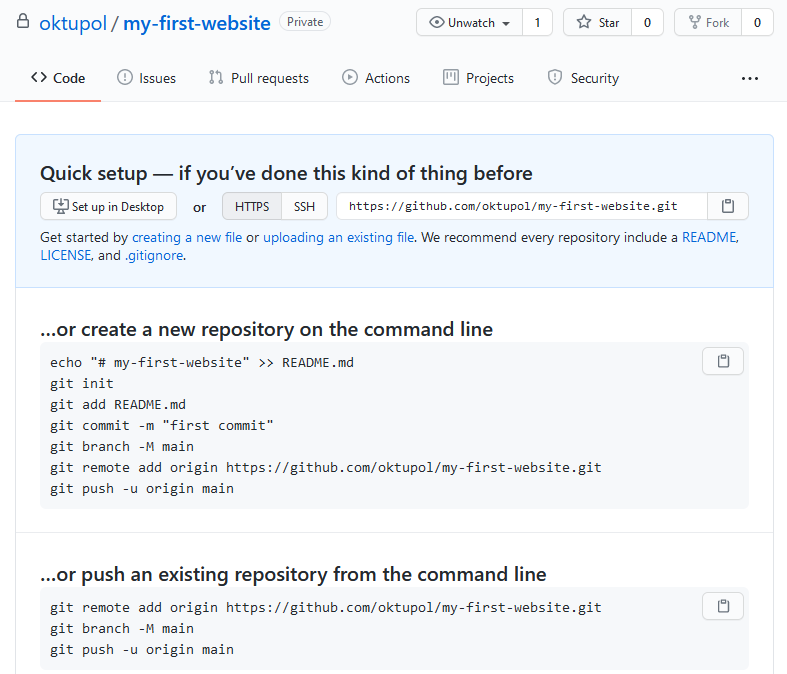 oktupol / my-first-website Private Unwatch 1 Star 0 Fork 0
Code Issues Pull requests Actions Projects Security ...
Quick setup — if you’ve done this kind of thing before
Set up in Desktop or HTTPS SSH https://github.com/oktupol/my-first-website.git
Get started by creating a new file or uploading an existing file. We recommend every repository include a README,
LICENSE, and .gitignore.
…or create a new repository on the command line
echo "# my-first-website" >> README.md
git init
git add README.md
git commit -m "first commit"
git branch -M main
git remote add origin https://github.com/oktupol/my-first-website.git
git push -u origin main
…or push an existing repository from the command line
git remote add origin https://github.com/oktupol/my-first-website.git
git branch -M main
git push -u origin main